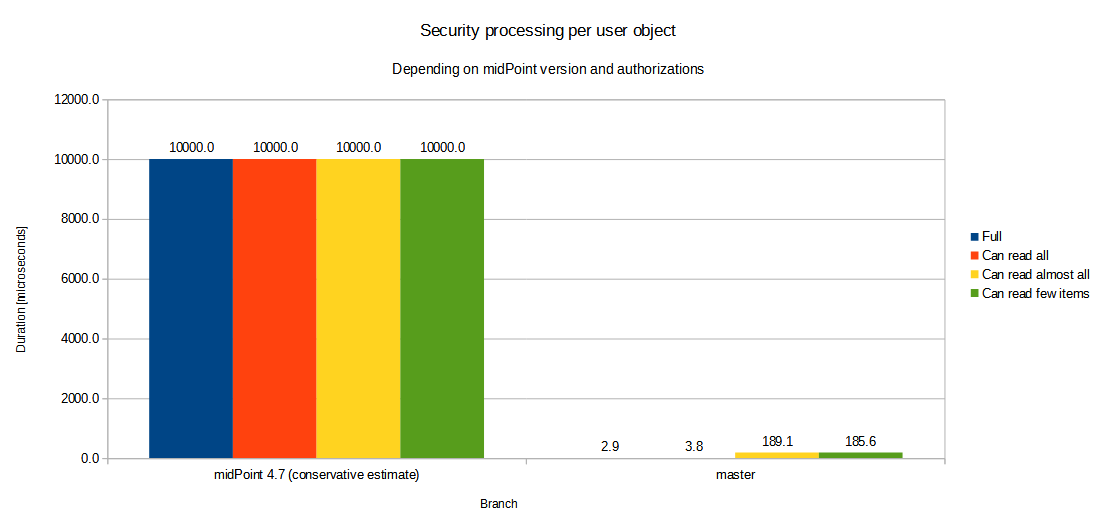 Security processing per user object
Depending on midPoint version and authorizations
12000.0
10000.0
8000.0
6000.0
4000.0
2000.0
0.0
Duration [microseconds]
10000.0 10000.0 10000.0 10000.0
2.9 3.8 189.1 185.6
midPoint 4.7 (conservative estimate) master
Branch
Full
Can read all
Can read almost all
Can read few items